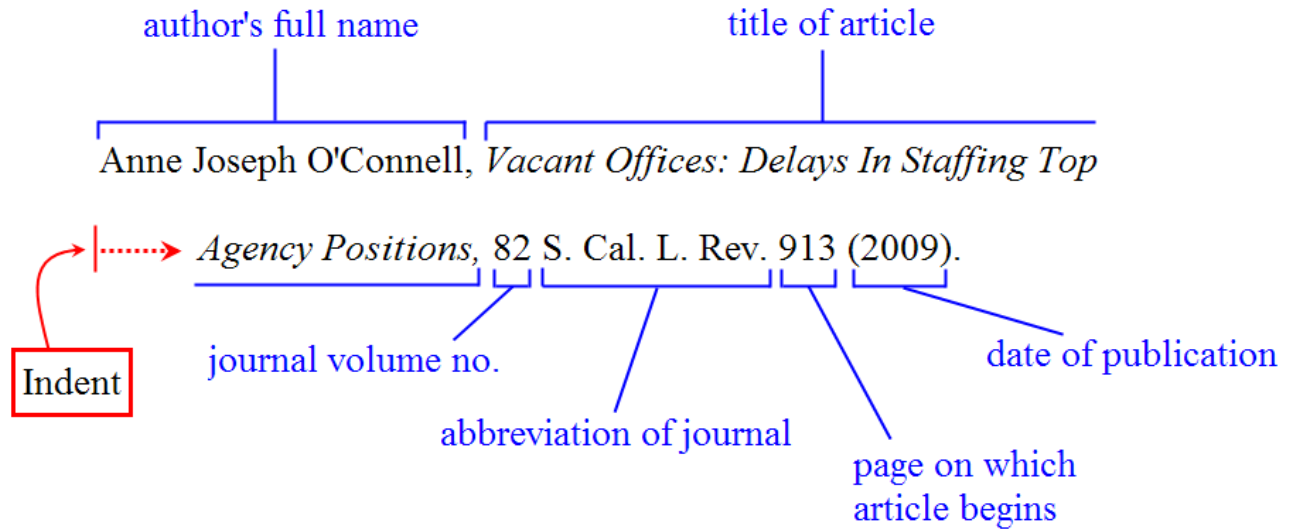 author's full name
title of article
Anne Joseph O'Connell, Vacant Offices: Delays In Staffing Top
Agency Positions, 82 S. Cal. L. Rev. 913 (2009).
Indent
journal volume no.
abbreviation of journal
page on which
article begins
date of publication